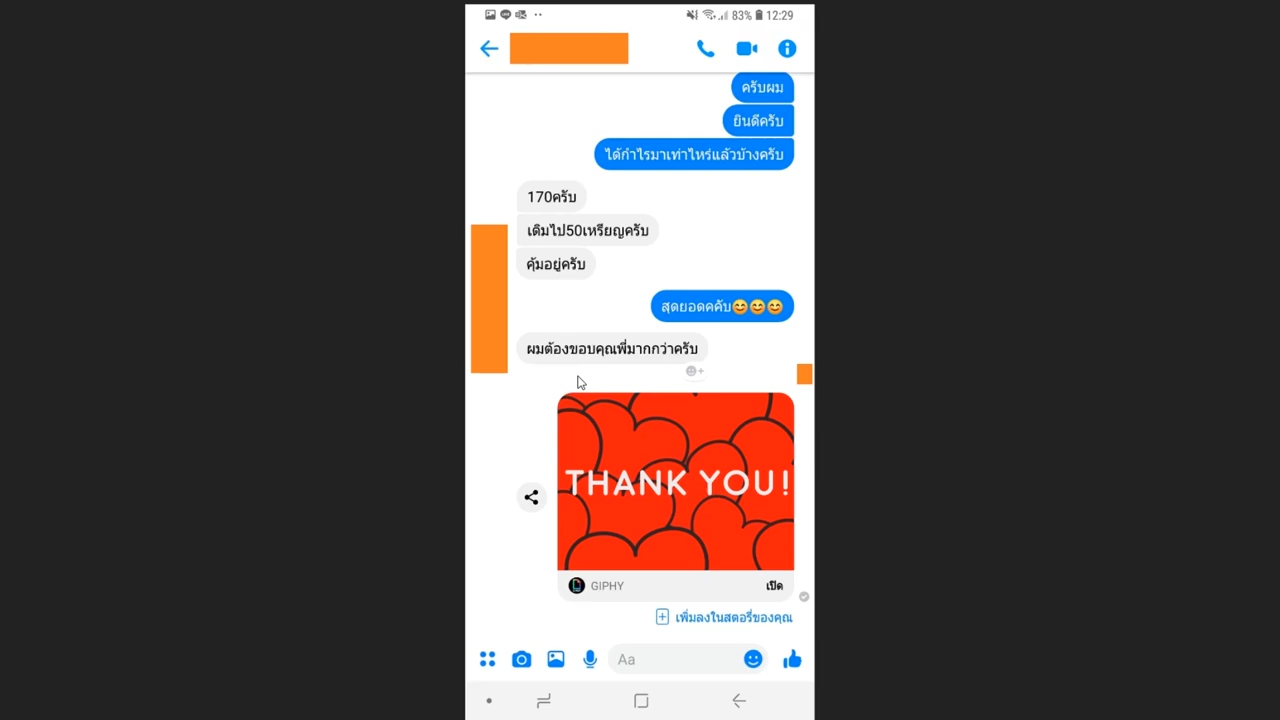 83% 12:29
ครับผม
ยินดีครับ
ได้กำไรมาเท่าไหร่แล้วบ้างครับ
170ครับ
เติมไป50เหรียญครับ
คุ้มอยู่ครับ
สุดยอดคคับ😊😊😊
ผมต้องขอบคุณพี่มากกว่าครับ
THANK YOU!
GIPHY เปิด
เพิ่มลงในสตอรี่ของคุณ
Aa